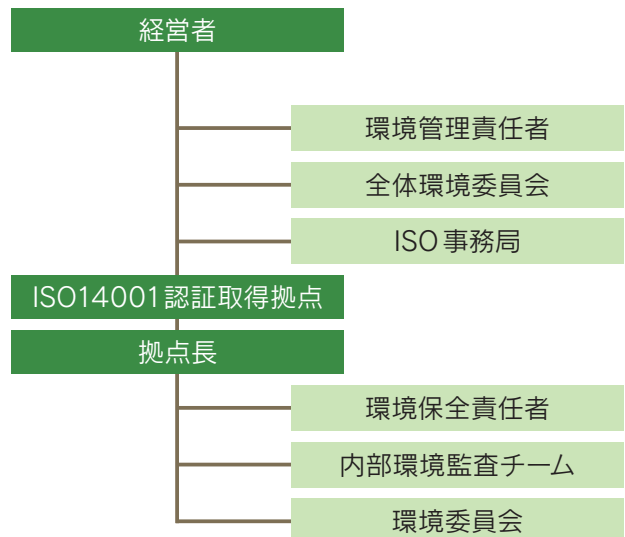 経営者
環境管理責任者
全体環境委員会
ISO事務局
ISO14001認証取得拠点
拠点長
環境保全責任者
内部環境監査チーム
環境委員会